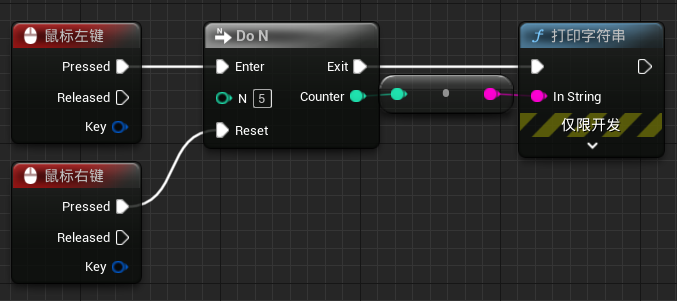 鼠标左键
Pressed
Released
Key
鼠标右键
Pressed
Released
Key
N
Do N
Enter
Exit
N 5
Counter
Reset
f 打印字符串
In String
仅限开发